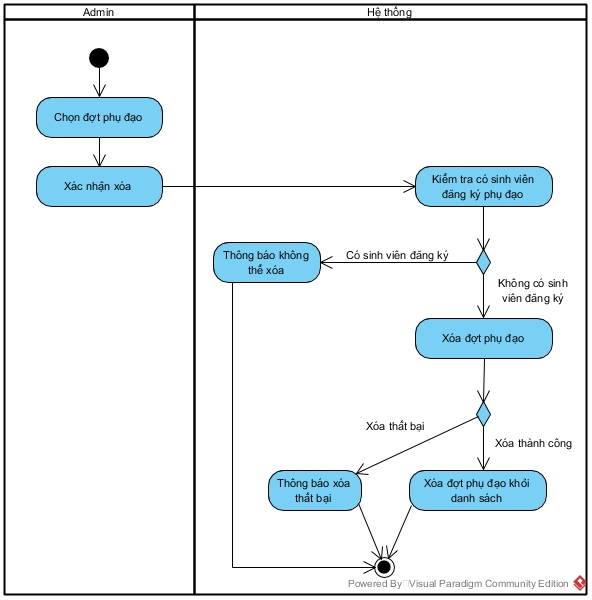 Admin
Hệ thống
Chọn đợt phụ đạo
Xác nhận xóa
Kiểm tra có sinh viên
đăng ký phụ đạo
Thông báo không
thể xóa
Có sinh viên đăng ký
Không có sinh
viên đăng ký
Xóa đợt phụ đạo
Xóa thất bại
Xóa thành công
Thông báo xóa
thất bại
Xóa đợt phụ đạo khỏi
danh sách
Powered By Visual Paradigm Community Edition